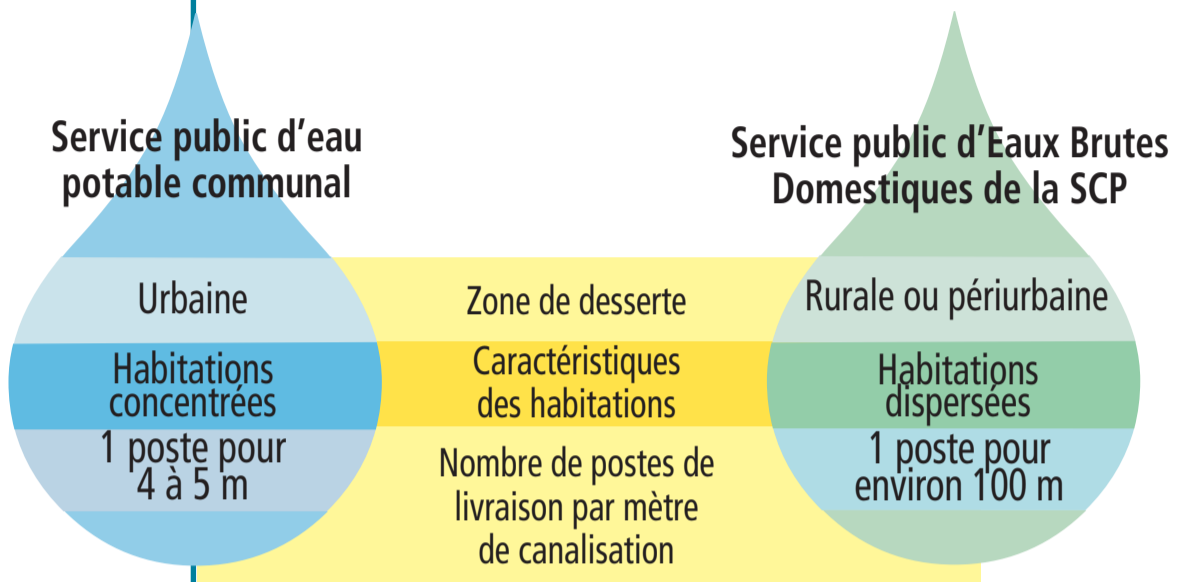 Service public d'eau
potable communal
Service public d'Eaux Brutes
Domestiques de la SCP
Urbaine
Zone de desserte
Rurale ou périurbaine
Habitations
concentrées
Caractéristiques
des habitations
Habitations
dispersées
1 poste pour
4 à 5 m
Nombre de postes de
livraison par mètre
de canalisation
1 poste pour
environ 100 m